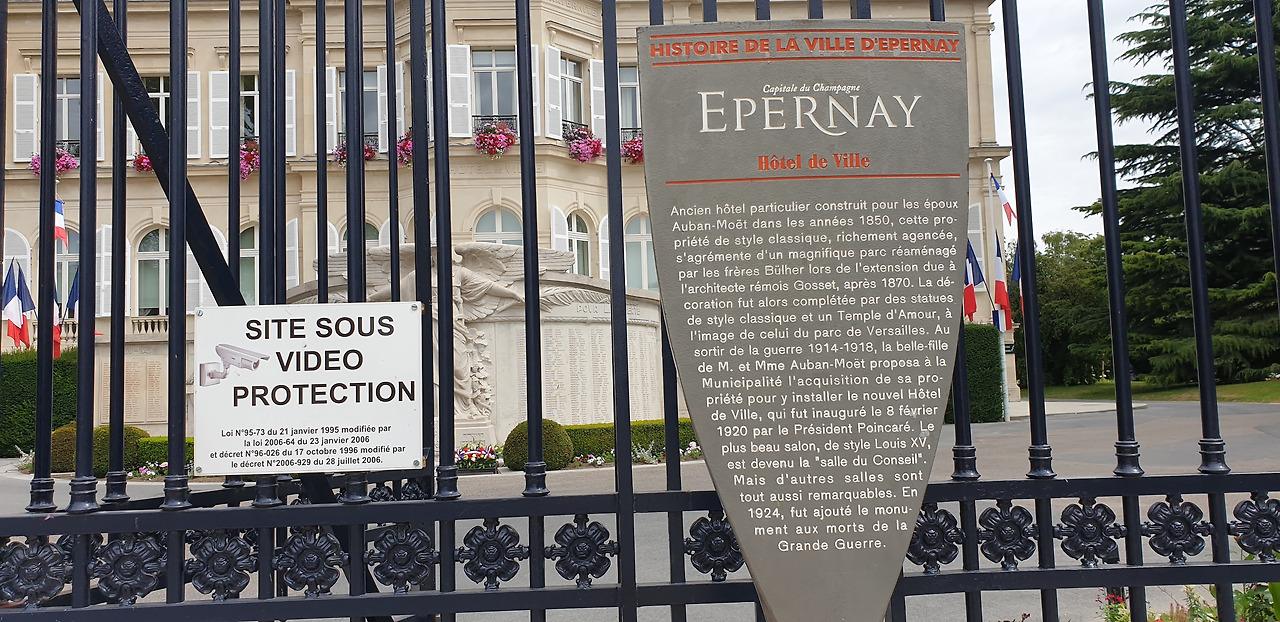 SITE SOUS
VIDEO
PROTECTION
Loi N°95-73 du 21 janvier 1995 modifiée par
la loi 2006-64 du 23 janvier 2006
et décret N°96-026 du 17 octobre 1996 modifié par
le décret N°2006-929 du 28 juillet 2006.
POUR LA
HISTOIRE DE LA VILLE D'EPERNAY
Capitale du Champagne
EPERNAY
Hôtel de Ville
Ancien hôtel particulier construit pour les époux
Auban-Moët dans les années 1850, cette pro-
priété de style classique, richement agencée,
s'agrémente d'un magnifique parc réaménagé
par les frères Bülher lors de l'extension due à
l'architecte rémois Gosset, après 1870. La dé-
coration fut alors complétée par des statues
de style classique et un Temple d'Amour, à
l'image de celui du parc de Versailles. Au
sortir de la guerre 1914-1918, la belle-fille
de M. et Mme Auban-Moët proposa à la
Municipalité l'acquisition de sa pro-
priété pour y installer le nouvel Hôtel
de Ville, qui fut inauguré le 8 février
1920 par le Président Poincaré. Le
plus beau salon, de style Louis XV,
est devenu la "salle du Conseil".
Mais d'autres salles sont
tout aussi remarquables. En
1924, fut ajouté le monu-
ment aux morts de la
Grande Guerre.